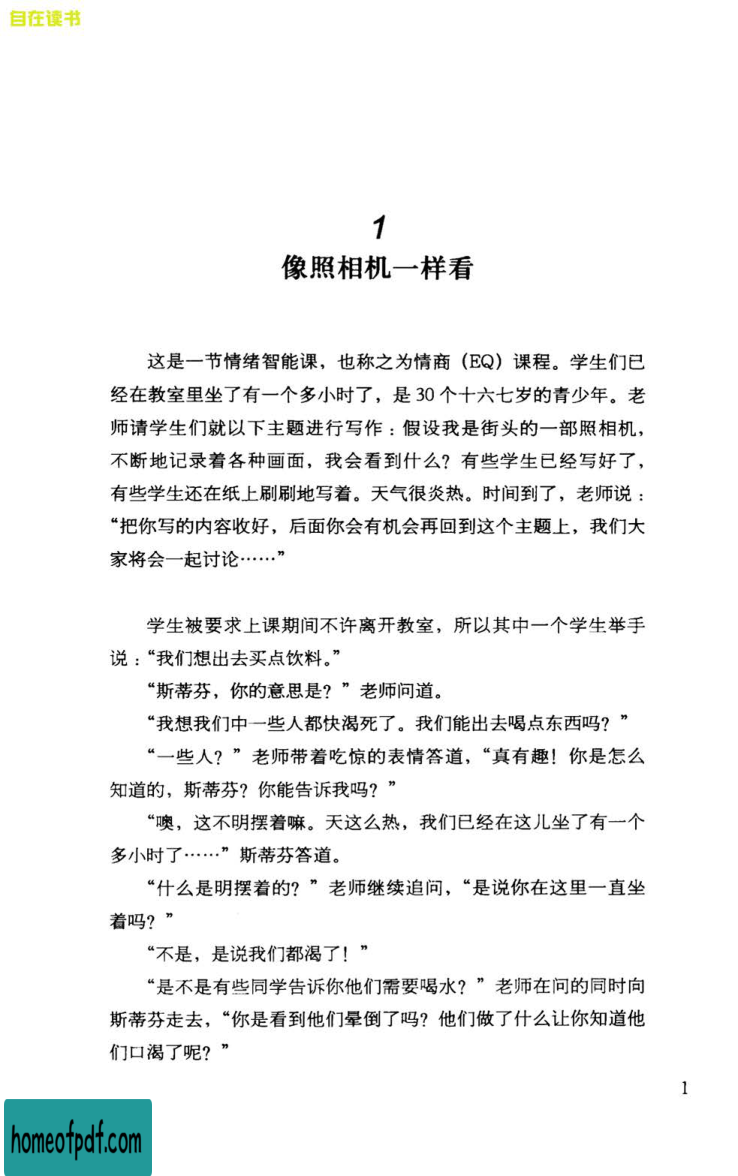 自在读书
1
像照相机一样看
这是一节情绪智能课，也称之为情商（EQ）课程。学生们已
经在教室里坐了有一个多小时了，是 30 个十六七岁的青少年。老
师请学生们就以下主题进行写作：假设我是街头的一部照相机，
不断地记录着各种画面，我会看到什么？有些学生已经写好了，
有些学生还在纸上刷刷地写着。天气很炎热。时间到了，老师说：
“把你写的内容收好，后面你会有机会再回到这个主题上，我们大
家将会一起讨论……”
学生被要求上课期间不许离开教室，所以其中一个学生举手
说：“我们想出去买点饮料。”
“斯蒂芬，你的意思是？”老师问道。
“我想我们中一些人都快渴死了。我们能出去喝点东西吗？”
“一些人？”老师带着吃惊的表情答道，“真有趣！你是怎么
知道的，斯蒂芬？你能告诉我吗？”
“噢，这不明摆着嘛。天这么热，我们已经在这儿坐了有一个
多小时了……”斯蒂芬答道。
“什么是明摆着的？”老师继续追问，“是说你在这里一直坐
着吗？”
“不是，是说我们都渴了！”
“是不是有些同学告诉你他们需要喝水？”老师在问的同时向
斯蒂芬走去，“你是看到他们晕倒了吗？他们做了什么让你知道他
们口渴了呢？”
1
homeofpdf.com